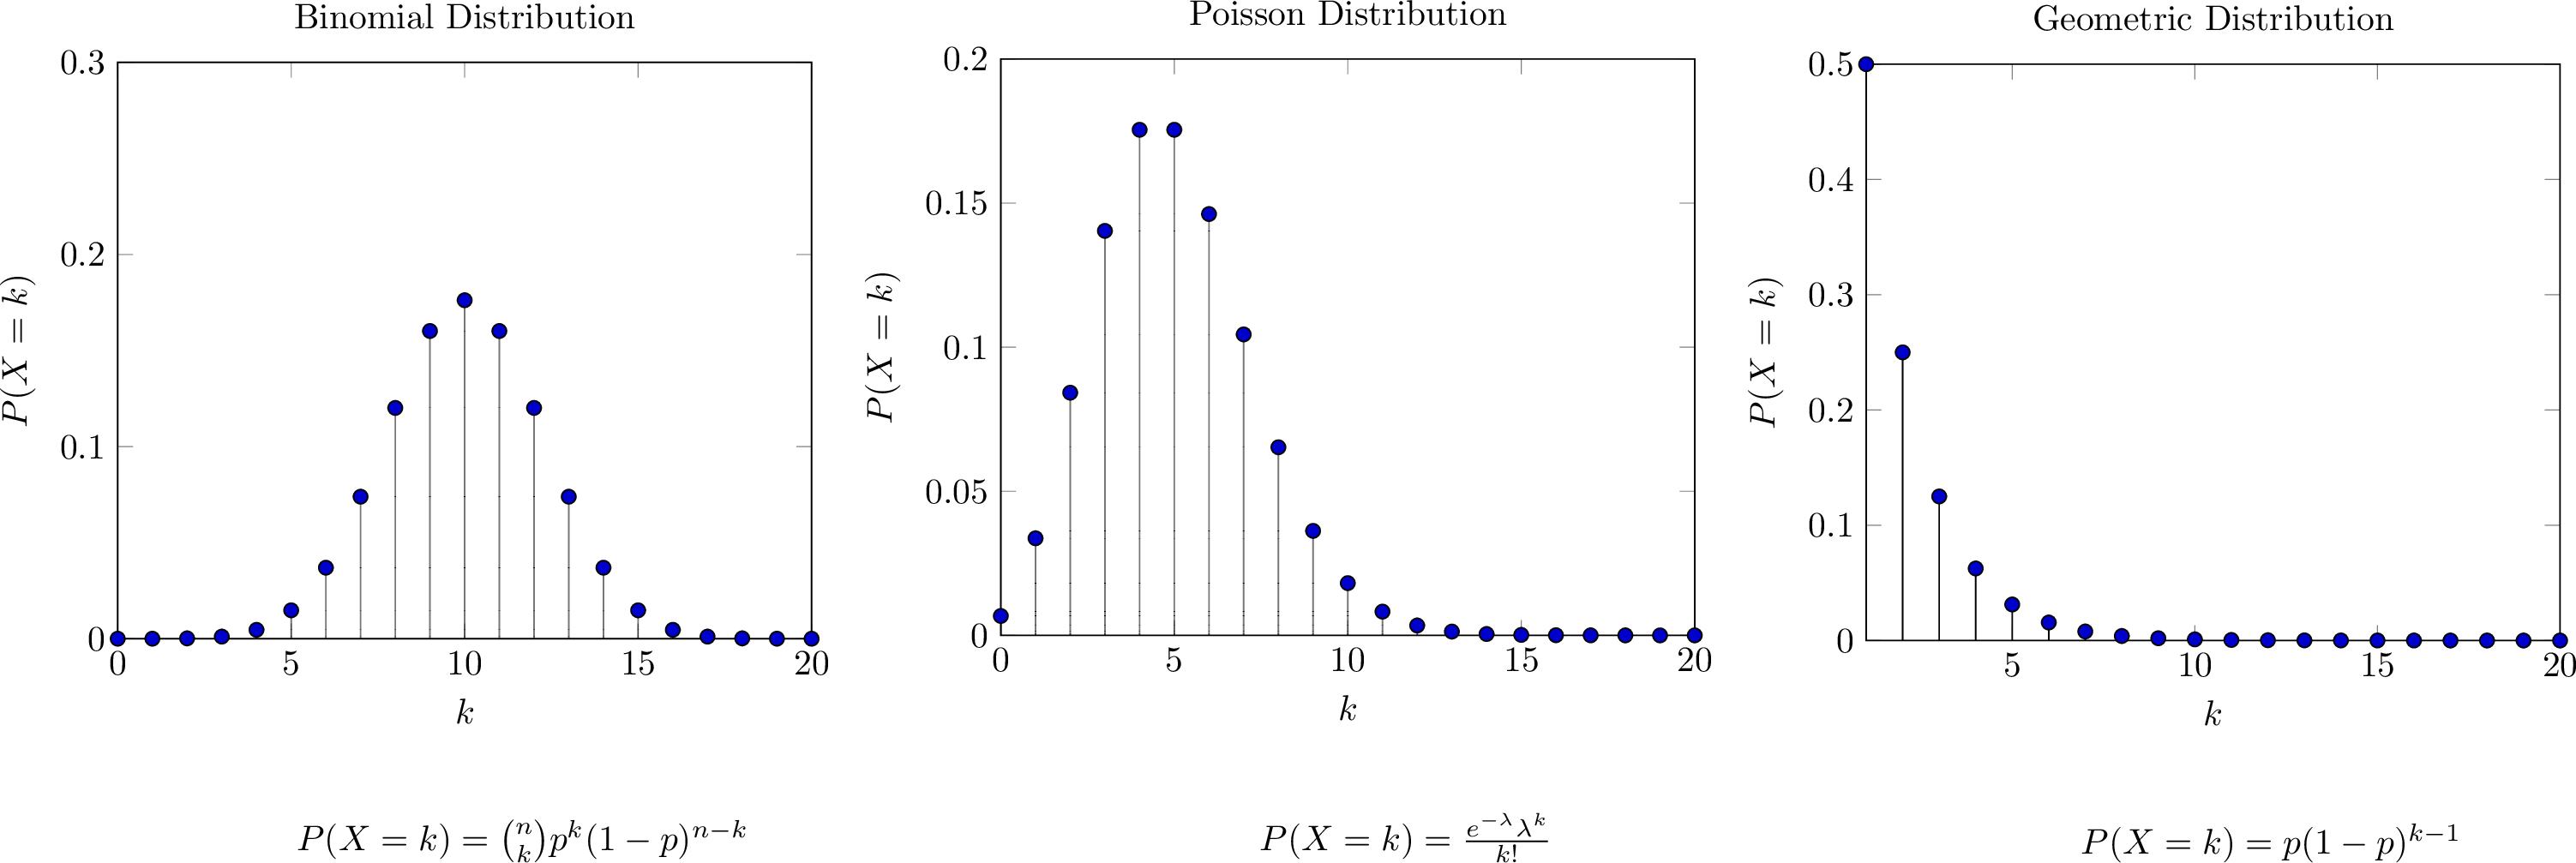 Binomial Distribution
0.3
0.2
0.1
0
0 5 10 15 20
P(X = k)
k
P(X = k) = \binom{n}{k} p^k (1 − p)^{n−k}
Poisson Distribution
0.2
0.15
0.1
0.05
0
0 5 10 15 20
P(X = k)
k
P(X = k) = \frac{e^{−λ} λ^k}{k!}
Geometric Distribution
0.5
0.4
0.3
0.2
0.1
0
5 10 15 20
P(X = k)
k
P(X = k) = p(1 − p)^{k−1}